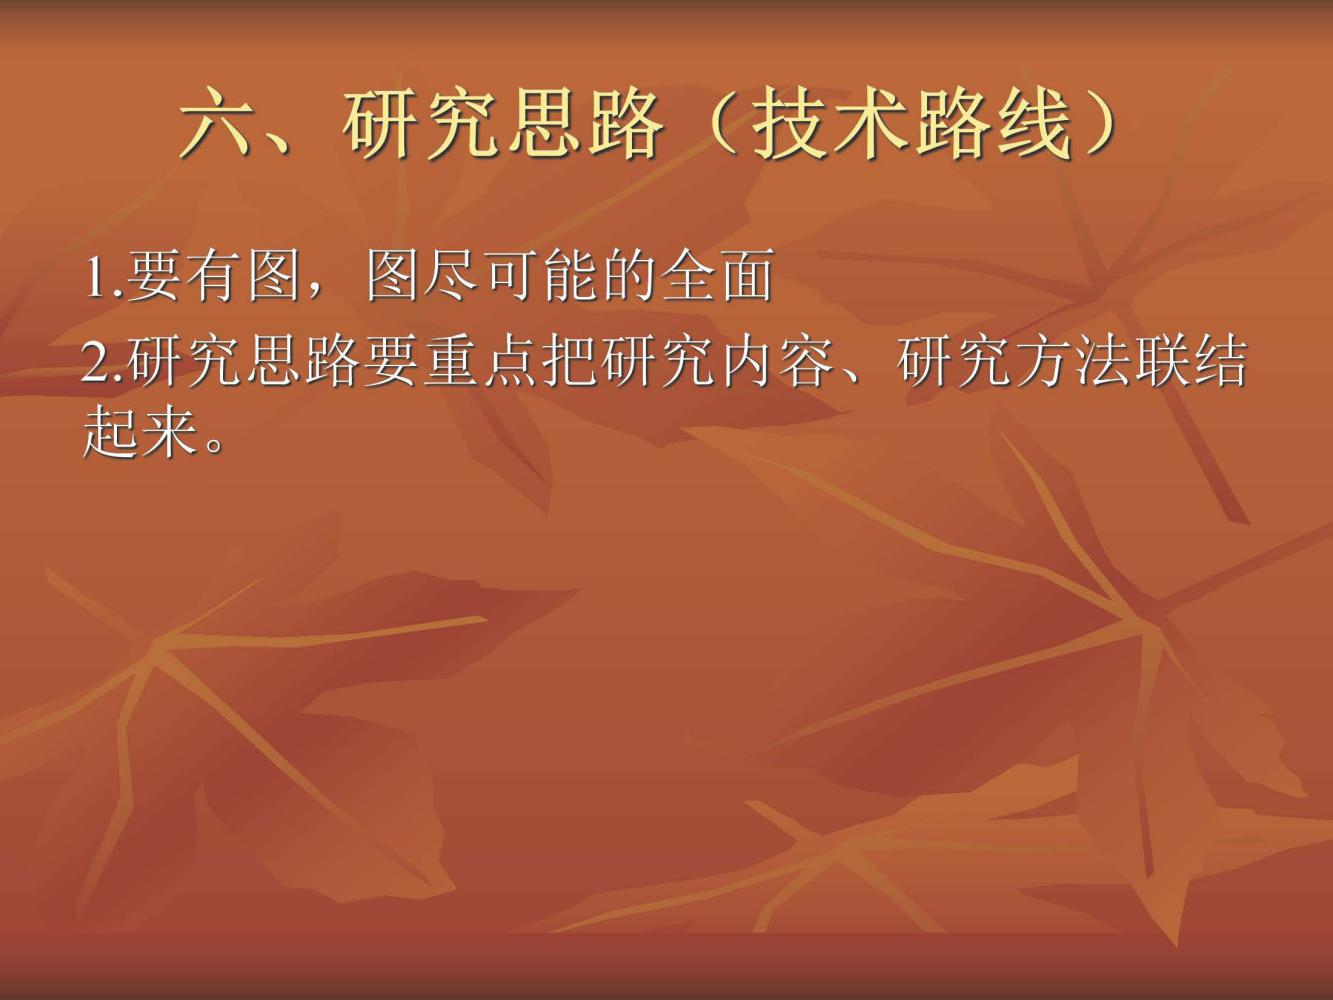 六、研究思路（技术路线）
1.要有图，图尽可能的全面
2.研究思路要重点把研究内容、研究方法联结
起来。